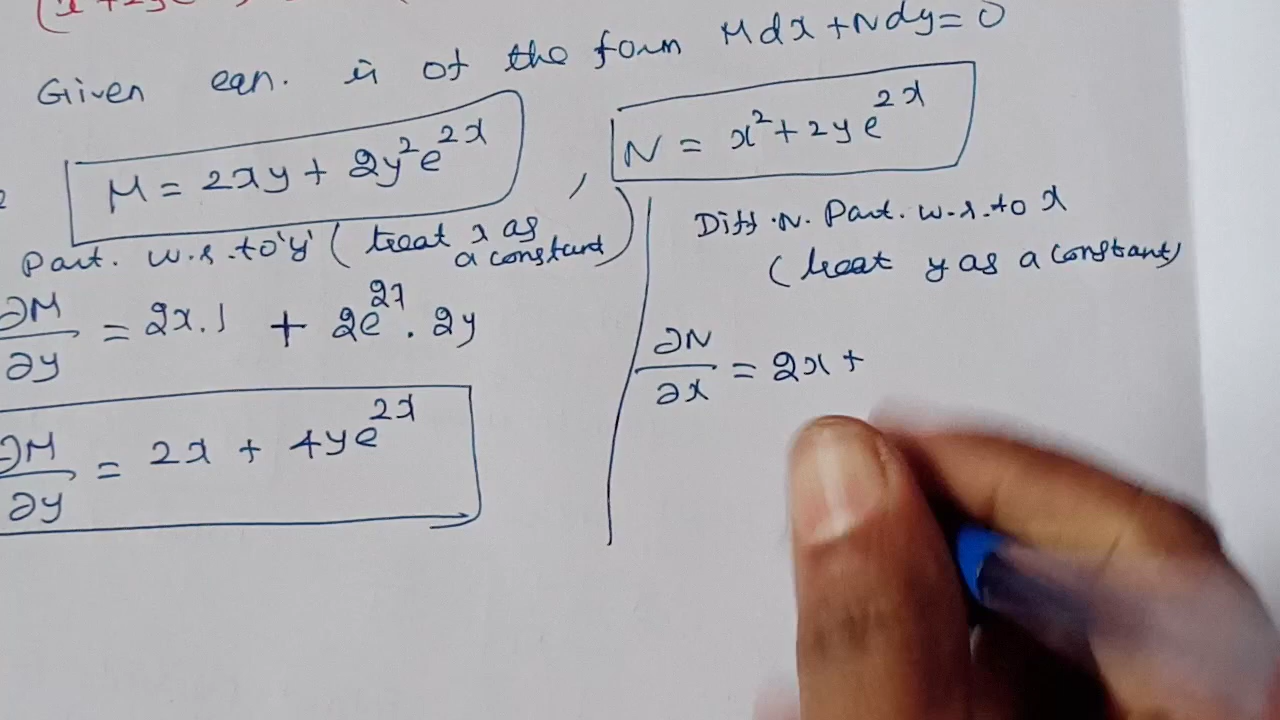 Given eqn. is of the form Mdx + Ndy = 0
M = 2xy + 2y²e^2x , N = x² + 2ye^2x
Part. w.r.to 'y' ( treat x as a constant )
∂M/∂y = 2x.1 + 2e^2x . 2y
∂M/∂y = 2x + 4ye^2x
Diff. N. Part. w.r.to x
( treat y as a constant)
∂N/∂x = 2x +